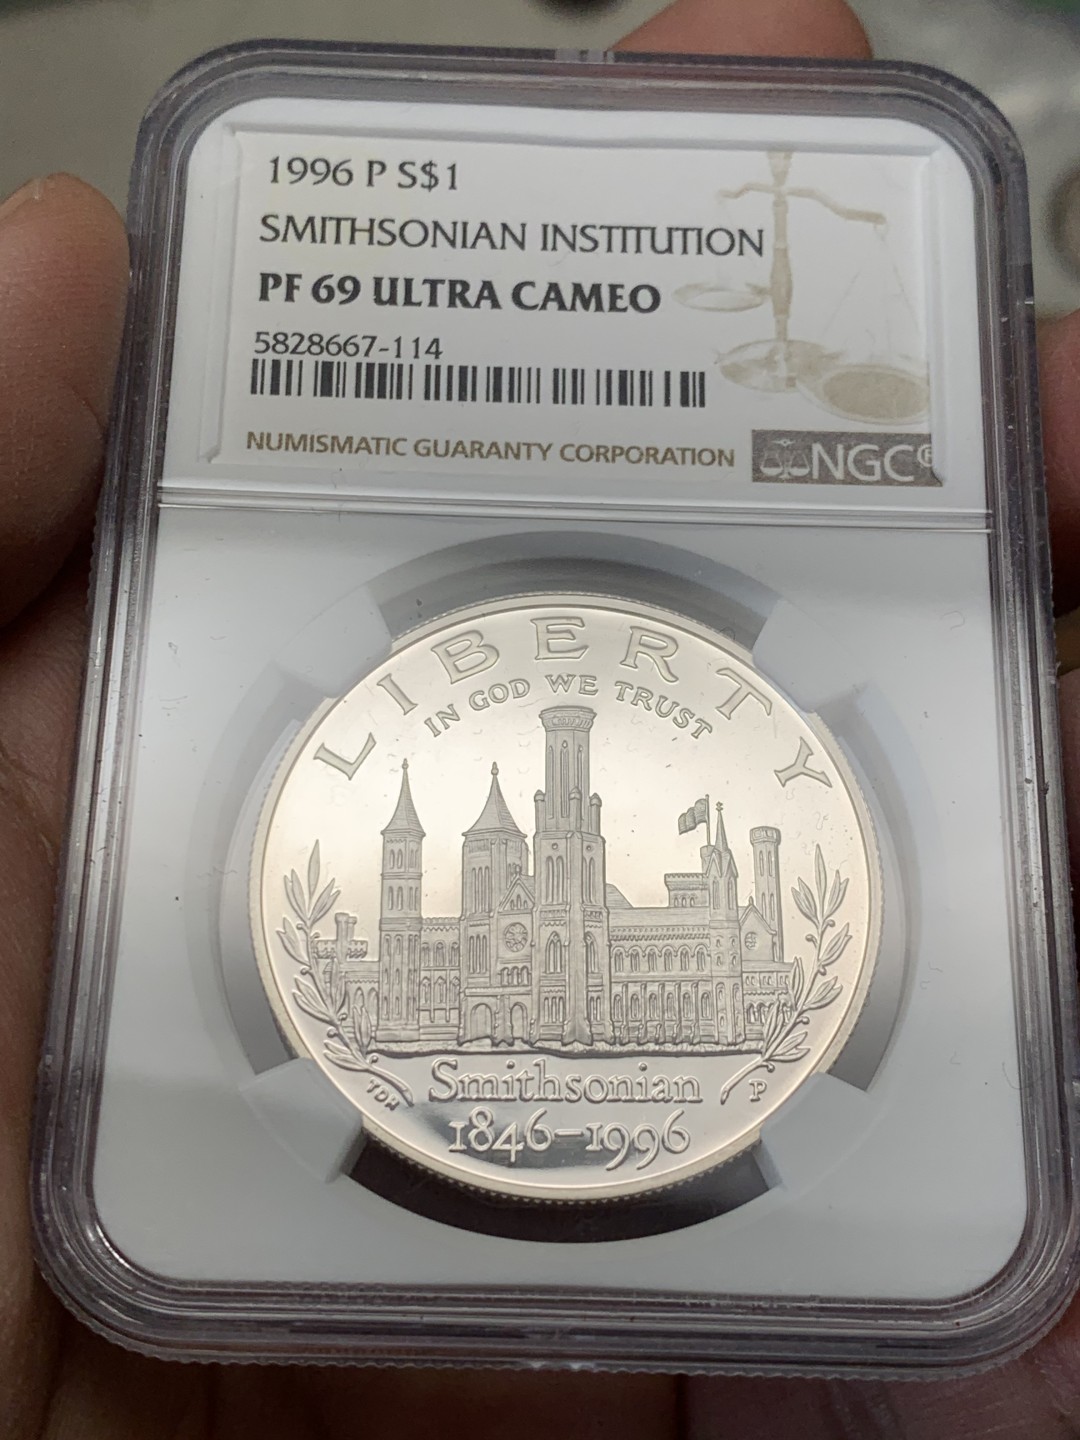 1996 P S$1
SMITHSONIAN INSTITUTION
PF 69 ULTRA CAMEO
5828667-114
NUMISMATIC GUARANTY CORPORATION
NGC®
LIBERTY
IN GOD WE TRUST
TDH
Smithsonian
P
1846-1996